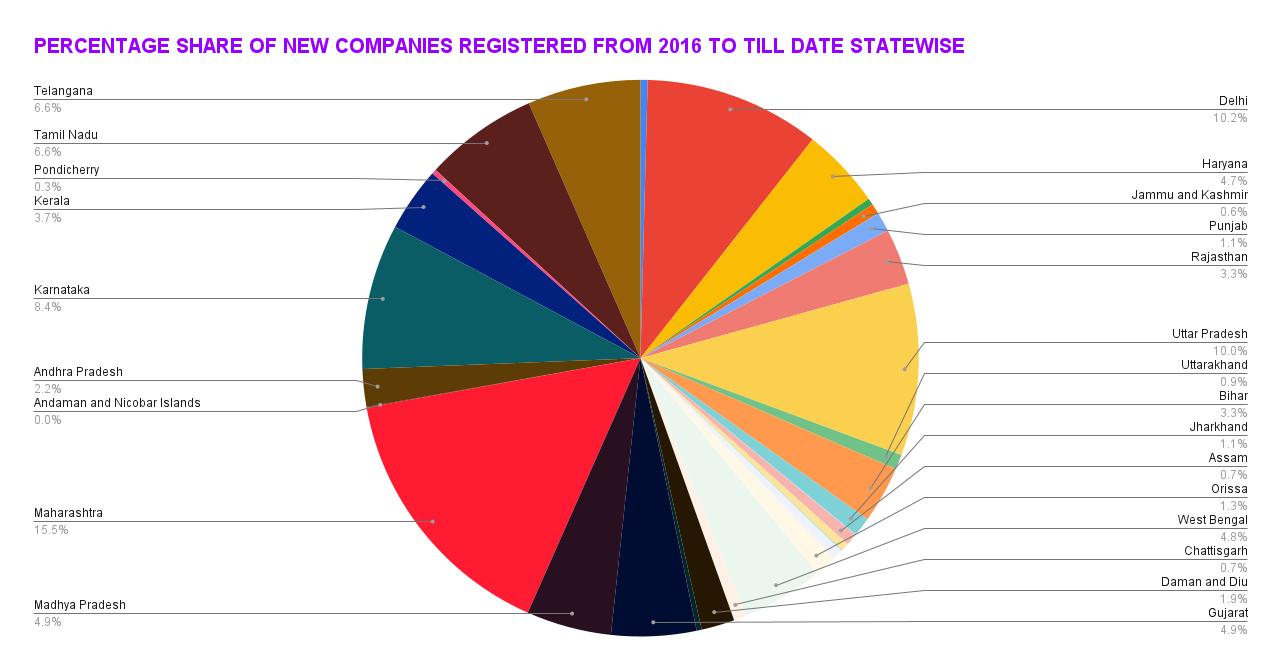 PERCENTAGE SHARE OF NEW COMPANIES REGISTERED FROM 2016 TO TILL DATE STATEWISE
Telangana
6.6%
Tamil Nadu
6.6%
Pondicherry
0.3%
Kerala
3.7%
Karnataka
8.4%
Andhra Pradesh
2.2%
Andaman and Nicobar Islands
0.0%
Maharashtra
15.5%
Madhya Pradesh
4.9%
Delhi
10.2%
Haryana
4.7%
Jammu and Kashmir
0.6%
Punjab
1.1%
Rajasthan
3.3%
Uttar Pradesh
10.0%
Uttarakhand
0.9%
Bihar
3.3%
Jharkhand
1.1%
Assam
0.7%
Orissa
1.3%
West Bengal
4.8%
Chattisgarh
0.7%
Daman and Diu
1.9%
Gujarat
4.9%